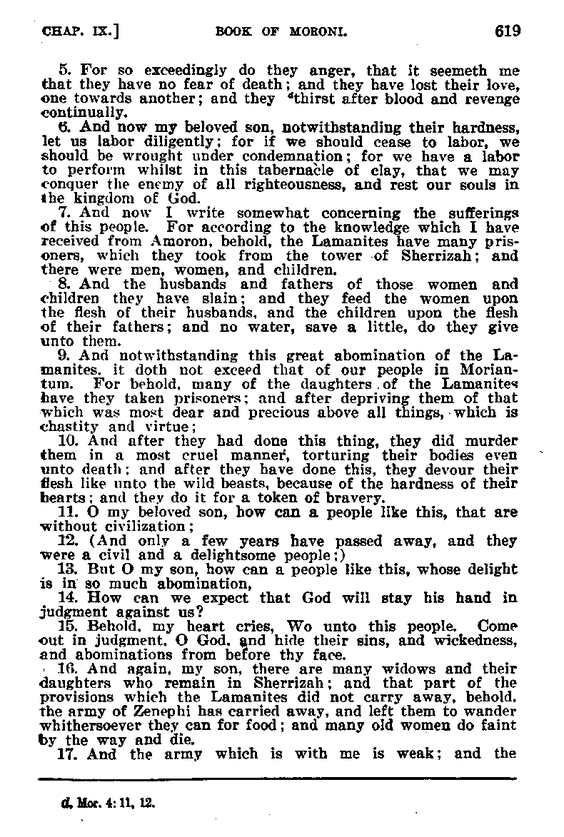 CHAP. IX.] BOOK OF MORONI. 619
5. For so exceedingly do they anger, that it seemeth me
that they have no fear of death; and they have lost their love,
one towards another; and they dthirst after blood and revenge
continually.
6. And now my beloved son, notwithstanding their hardness,
let us labor diligently; for if we should cease to labor, we
should be wrought under condemnation; for we have a labor
to perform whilst in this tabernacle of clay, that we may
conquer the enemy of all righteousness, and rest our souls in
the kingdom of God.
7. And now I write somewhat concerning the sufferings
of this people. For according to the knowledge which I have
received from Amoron, behold, the Lamanites have many pris-
oners, which they took from the tower of Sherrizah; and
there were men, women, and children.
8. And the husbands and fathers of those women and
children they have slain; and they feed the women upon
the flesh of their husbands, and the children upon the flesh
of their fathers; and no water, save a little, do they give
unto them.
9. And notwithstanding this great abomination of the La-
manites, it doth not exceed that of our people in Morian-
tum. For behold, many of the daughters of the Lamanites
have they taken prisoners; and after depriving them of that
which was most dear and precious above all things, which is
chastity and virtue;
10. And after they had done this thing, they did murder
them in a most cruel manner, torturing their bodies even
unto death; and after they have done this, they devour their
flesh like unto the wild beasts, because of the hardness of their
hearts; and they do it for a token of bravery.
11. O my beloved son, how can a people like this, that are
without civilization;
12. (And only a few years have passed away, and they
were a civil and a delightsome people;)
13. But O my son, how can a people like this, whose delight
is in so much abomination,
14. How can we expect that God will stay his hand in
judgment against us?
15. Behold, my heart cries, Wo unto this people. Come
out in judgment, O God, and hide their sins, and wickedness,
and abominations from before thy face.
16. And again, my son, there are many widows and their
daughters who remain in Sherrizah; and that part of the
provisions which the Lamanites did not carry away, behold,
the army of Zenephi has carried away, and left them to wander
whithersoever they can for food; and many old women do faint
by the way and die.
17. And the army which is with me is weak; and the
d, Mor. 4: 11, 12.